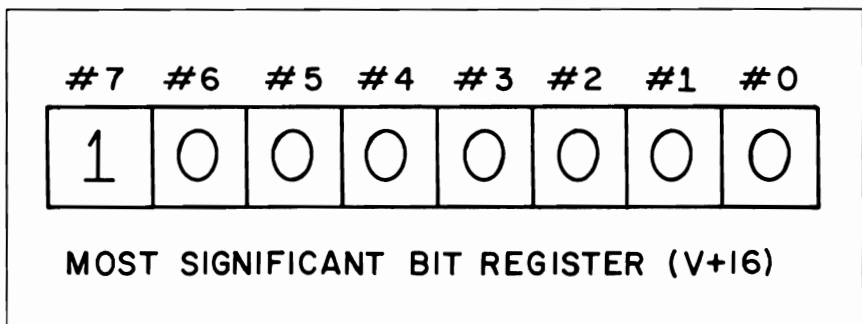 #7 #6 #5 #4 #3 #2 #1 #0
1 0 0 0 0 0 0 0
MOST SIGNIFICANT BIT REGISTER (V+16)